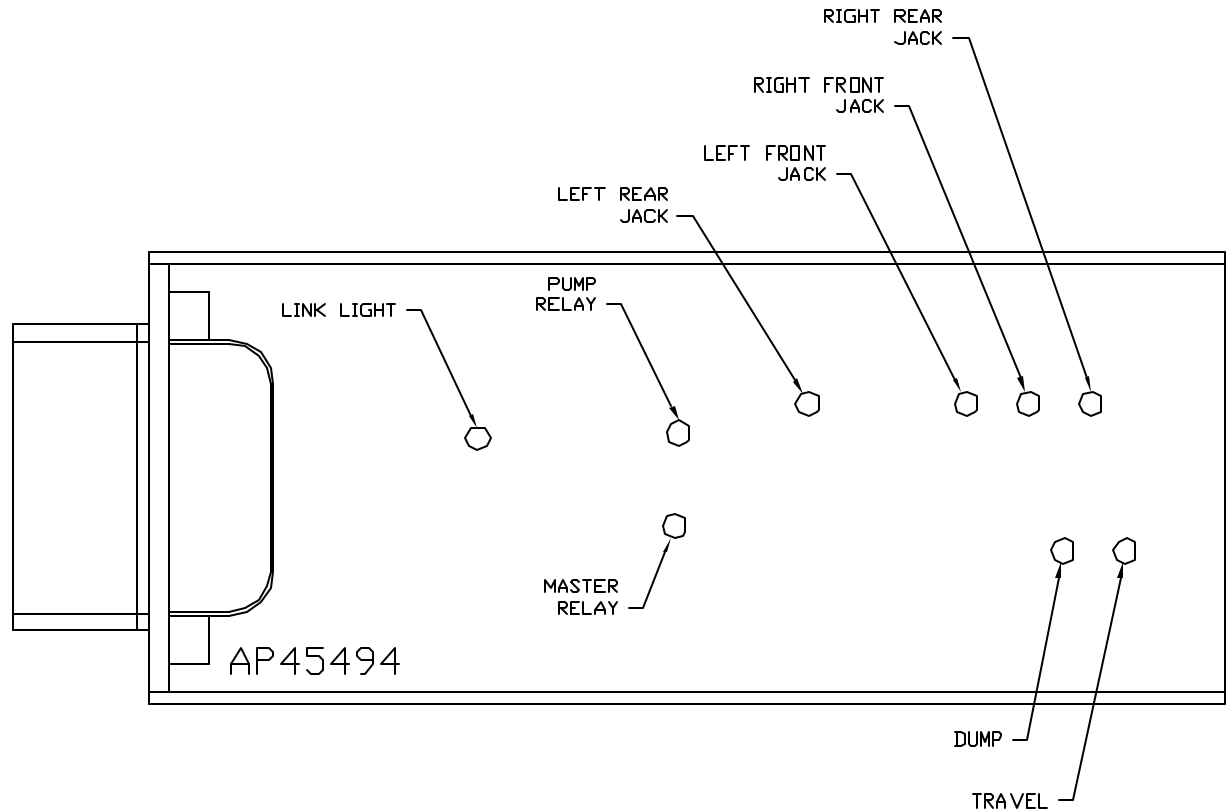 RIGHT REAR
JACK
RIGHT FRONT
JACK
LEFT FRONT
JACK
LEFT REAR
JACK
PUMP
RELAY
LINK LIGHT
MASTER
RELAY
AP45494
DUMP
TRAVEL